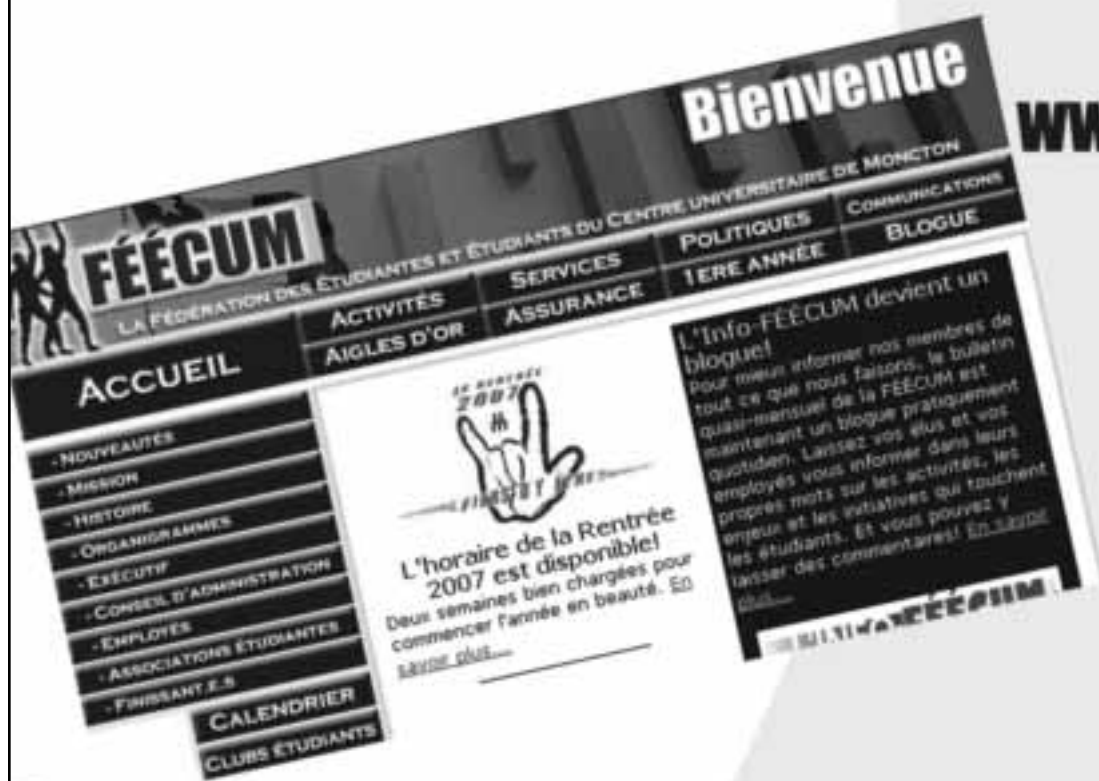 Bienvenue
WW
FÉÉCUM
LA FÉDÉRATION DES ÉTUDIANTES ET ÉTUDIANTS DU CENTRE UNIVERSITAIRE DE MONCTON
ACCUEIL
ACTIVITÉS
SERVICES
POLITIQUES
COMMUNICATIONS
AIGLES D'OR
ASSURANCE
1ERE ANNÉE
BLOGUE
- NOUVEAUTÉS
- MISSION
- HISTOIRE
- ORGANIGRAMMES
- EXÉCUTIF
- CONSEIL D'ADMINISTRATION
- EMPLOYÉS
- ASSOCIATIONS ÉTUDIANTES
- FINISSANT.E.S
CALENDRIER
CLUBS ÉTUDIANTS
LA RENTRÉE
2007
L'horaire de la Rentrée
2007 est disponible!
Deux semaines bien chargées pour
commencer l'année en beauté. En
savoir plus...
L'Info-FÉÉCUM devient un
blogue!
Pour mieux informer nos membres de
tout ce que nous faisons, le bulletin
quasi-mensuel de la FÉÉCUM est
maintenant un blogue pratiquement
quotidien. Laissez vos élus et vos
employés vous informer dans leurs
propres mots sur les activités, les
enjeux et les initiatives qui touchent
les étudiants. Et vous pouvez y
laisser des commentaires! En savoir
plus...